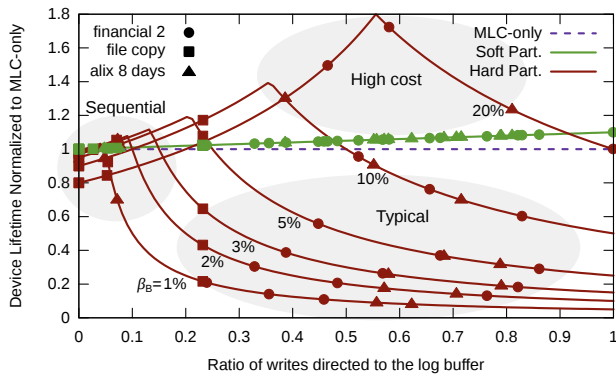 Device Lifetime Normalized to MLC-only
1.8
1.6
1.4
1.2
1
0.8
0.6
0.4
0.2
0
financial 2
file copy
alix 8 days
MLC-only
Soft Part.
Hard Part.
High cost
Sequential
Typical
20%
10%
5%
3%
2%
β_B=1%
0 0.1 0.2 0.3 0.4 0.5 0.6 0.7 0.8 0.9 1
Ratio of writes directed to the log buffer